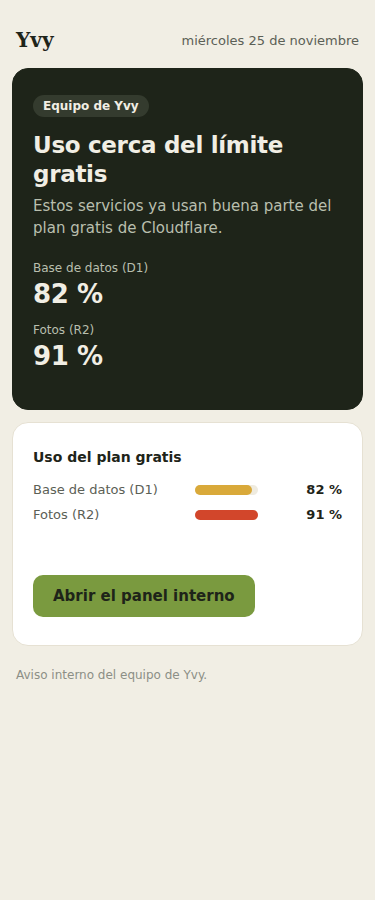 Yvy
miércoles 25 de noviembre
Equipo de Yvy
Uso cerca del límite
gratis
Estos servicios ya usan buena parte del
plan gratis de Cloudflare.
Base de datos (D1)
82 %
Fotos (R2)
91 %
Uso del plan gratis
Base de datos (D1) 82 %
Fotos (R2) 91 %
Abrir el panel interno
Aviso interno del equipo de Yvy.